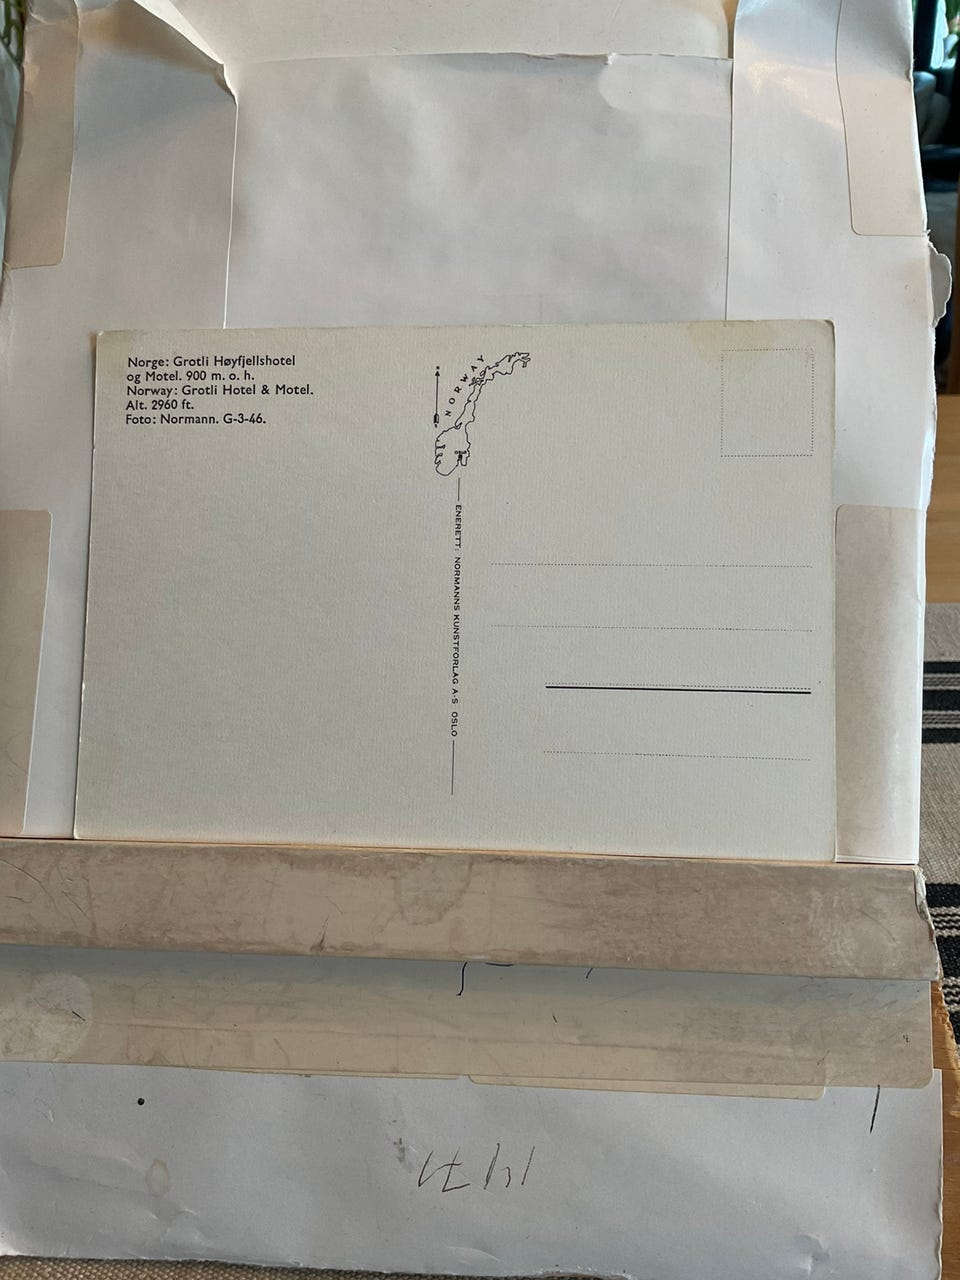 Norge: Grotli Høyfjellshotel
og Motel. 900 m. o. h.
Norway: Grotli Hotel & Motel.
Alt. 2960 ft.
Foto: Normann. G-3-46.
NORWAY
ENERETT: NORMANNS KUNSTFORLAG A-S OSLO